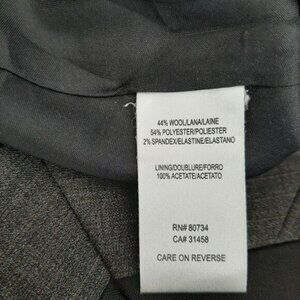 44% WOOL/LANA/LAINE
54% POLYESTER/POLIESTER
2% SPANDEX/ELASTINE/ELASTANO
LINING/DOUBLURE/FORRO
100% ACETATE/ACETATO
RN# 80734
CA# 31458
CARE ON REVERSE